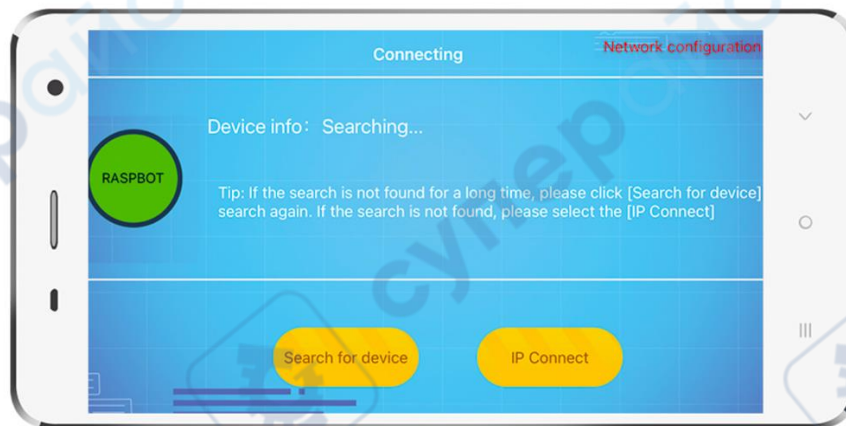 Connecting
Network configuration
Device info: Searching...
RASPBOT
Tip: If the search is not found for a long time, please click [Search for device]
search again. If the search is not found, please select the [IP Connect]
Search for device
IP Connect
супер